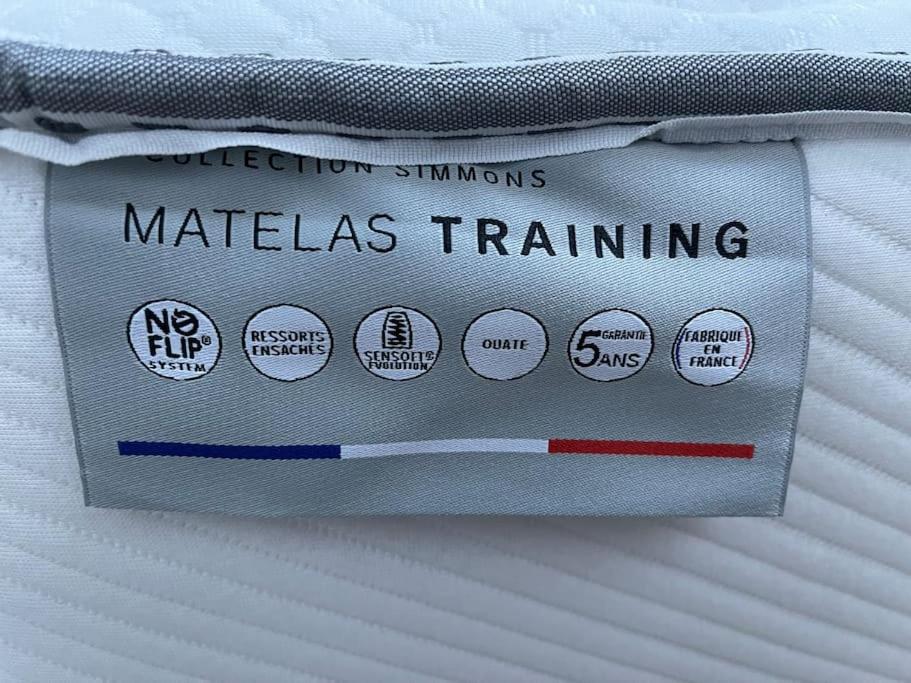 COLLECTION SIMMONS
MATELAS TRAINING
NO
FLIP®
SYSTEM
RESSORTS
ENSACHÉS
SENSOFT®
EVOLUTION
OUATE
5 GARANTIE
ANS
FABRIQUÉ
EN
FRANCE